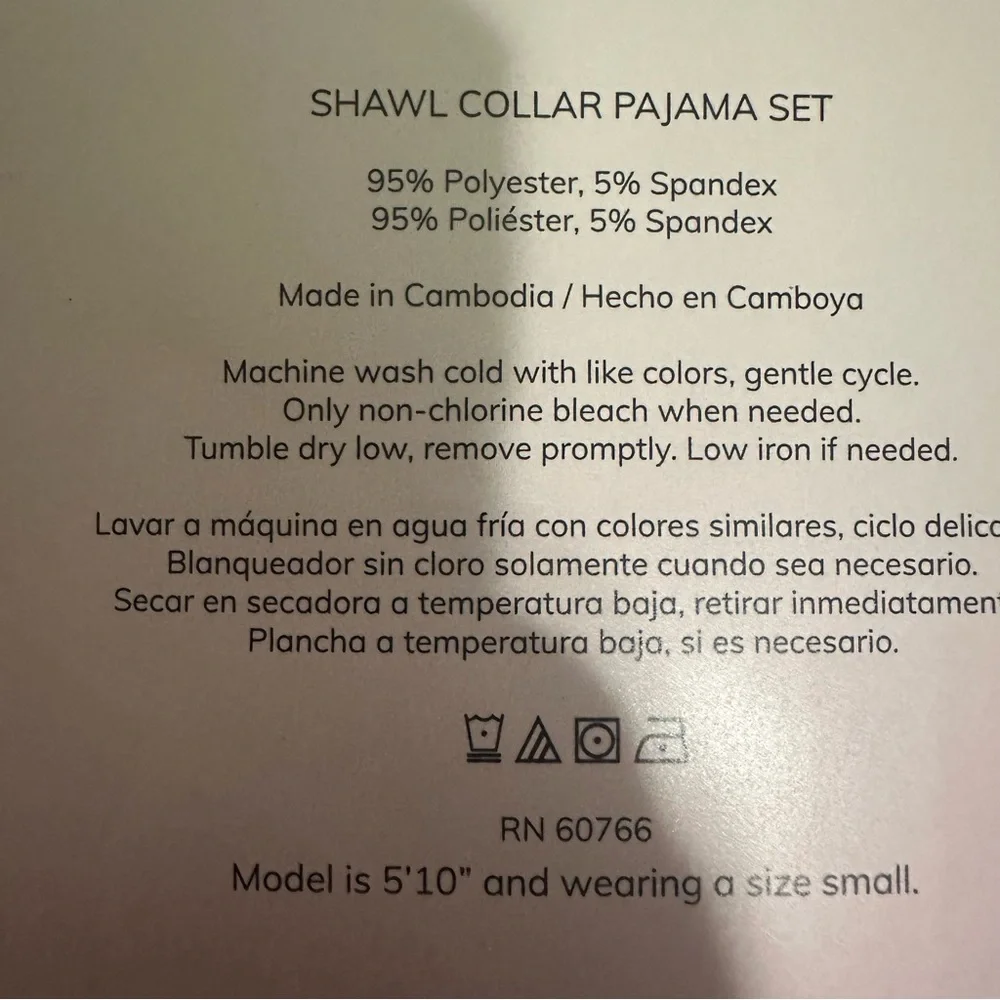 SHAWL COLLAR PAJAMA SET
95% Polyester, 5% Spandex
95% Poliéster, 5% Spandex
Made in Cambodia / Hecho en Camboya
Machine wash cold with like colors, gentle cycle.
Only non-chlorine bleach when needed.
Tumble dry low, remove promptly. Low iron if needed.
Lavar a máquina en agua fría con colores similares, ciclo
Blanqueador sin cloro solamente cuando sea necesario.
Secar en secadora a temperatura baja, retirar
Plancha a temperatura baja, si es necesario.
RN 60766
Model is 5'10" and wearing a size small.